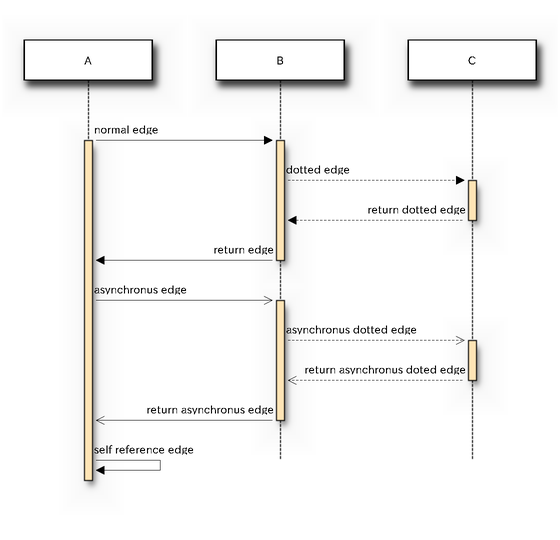 A
B
C
normal edge
dotted edge
return dotted edge
return edge
asynchronus edge
asynchronus dotted edge
return asynchronus doted edge
return asynchronus edge
self reference edge